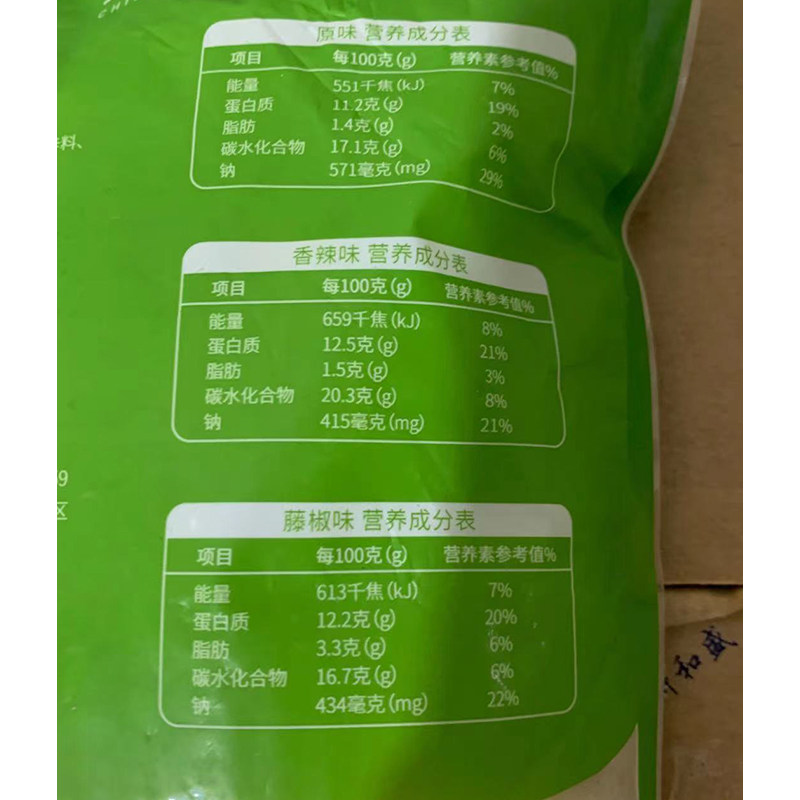 原味 营养成分表
项目 每100克(g) 营养素参考值%
能量 551千焦(kJ) 7%
蛋白质 11.2克(g) 19%
脂肪 1.4克(g) 2%
碳水化合物 17.1克(g) 6%
钠 571毫克(mg) 29%
料、
香辣味 营养成分表
项目 每100克(g) 营养素参考值%
能量 659千焦(kJ) 8%
蛋白质 12.5克(g) 21%
脂肪 1.5克(g) 3%
碳水化合物 20.3克(g) 8%
钠 415毫克(mg) 21%
9
区
藤椒味 营养成分表
项目 每100克(g) 营养素参考值%
能量 613千焦(kJ) 7%
蛋白质 12.2克(g) 20%
脂肪 3.3克(g) 6%
碳水化合物 16.7克(g) 6%
钠 434毫克(mg) 22%
和盛